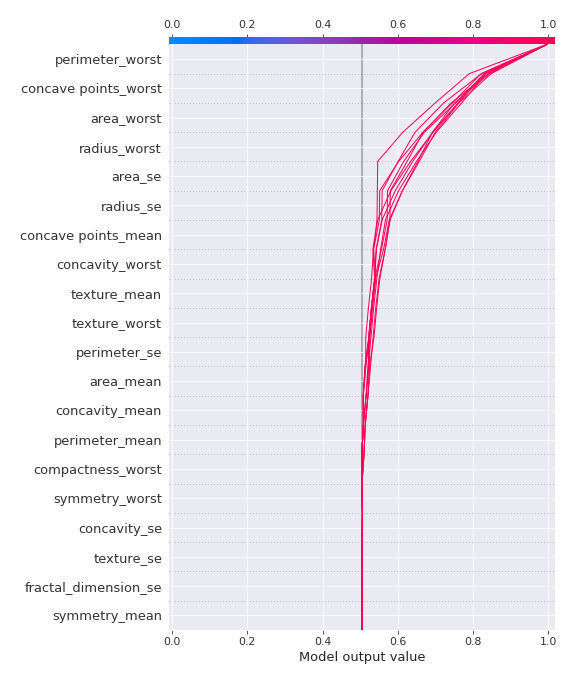 0.0 0.2 0.4 0.6 0.8 1.0
perimeter_worst
concave points_worst
area_worst
radius_worst
area_se
radius_se
concave points_mean
concavity_worst
texture_mean
texture_worst
perimeter_se
area_mean
concavity_mean
perimeter_mean
compactness_worst
symmetry_worst
concavity_se
texture_se
fractal_dimension_se
symmetry_mean
0.0 0.2 0.4 0.6 0.8 1.0
Model output value